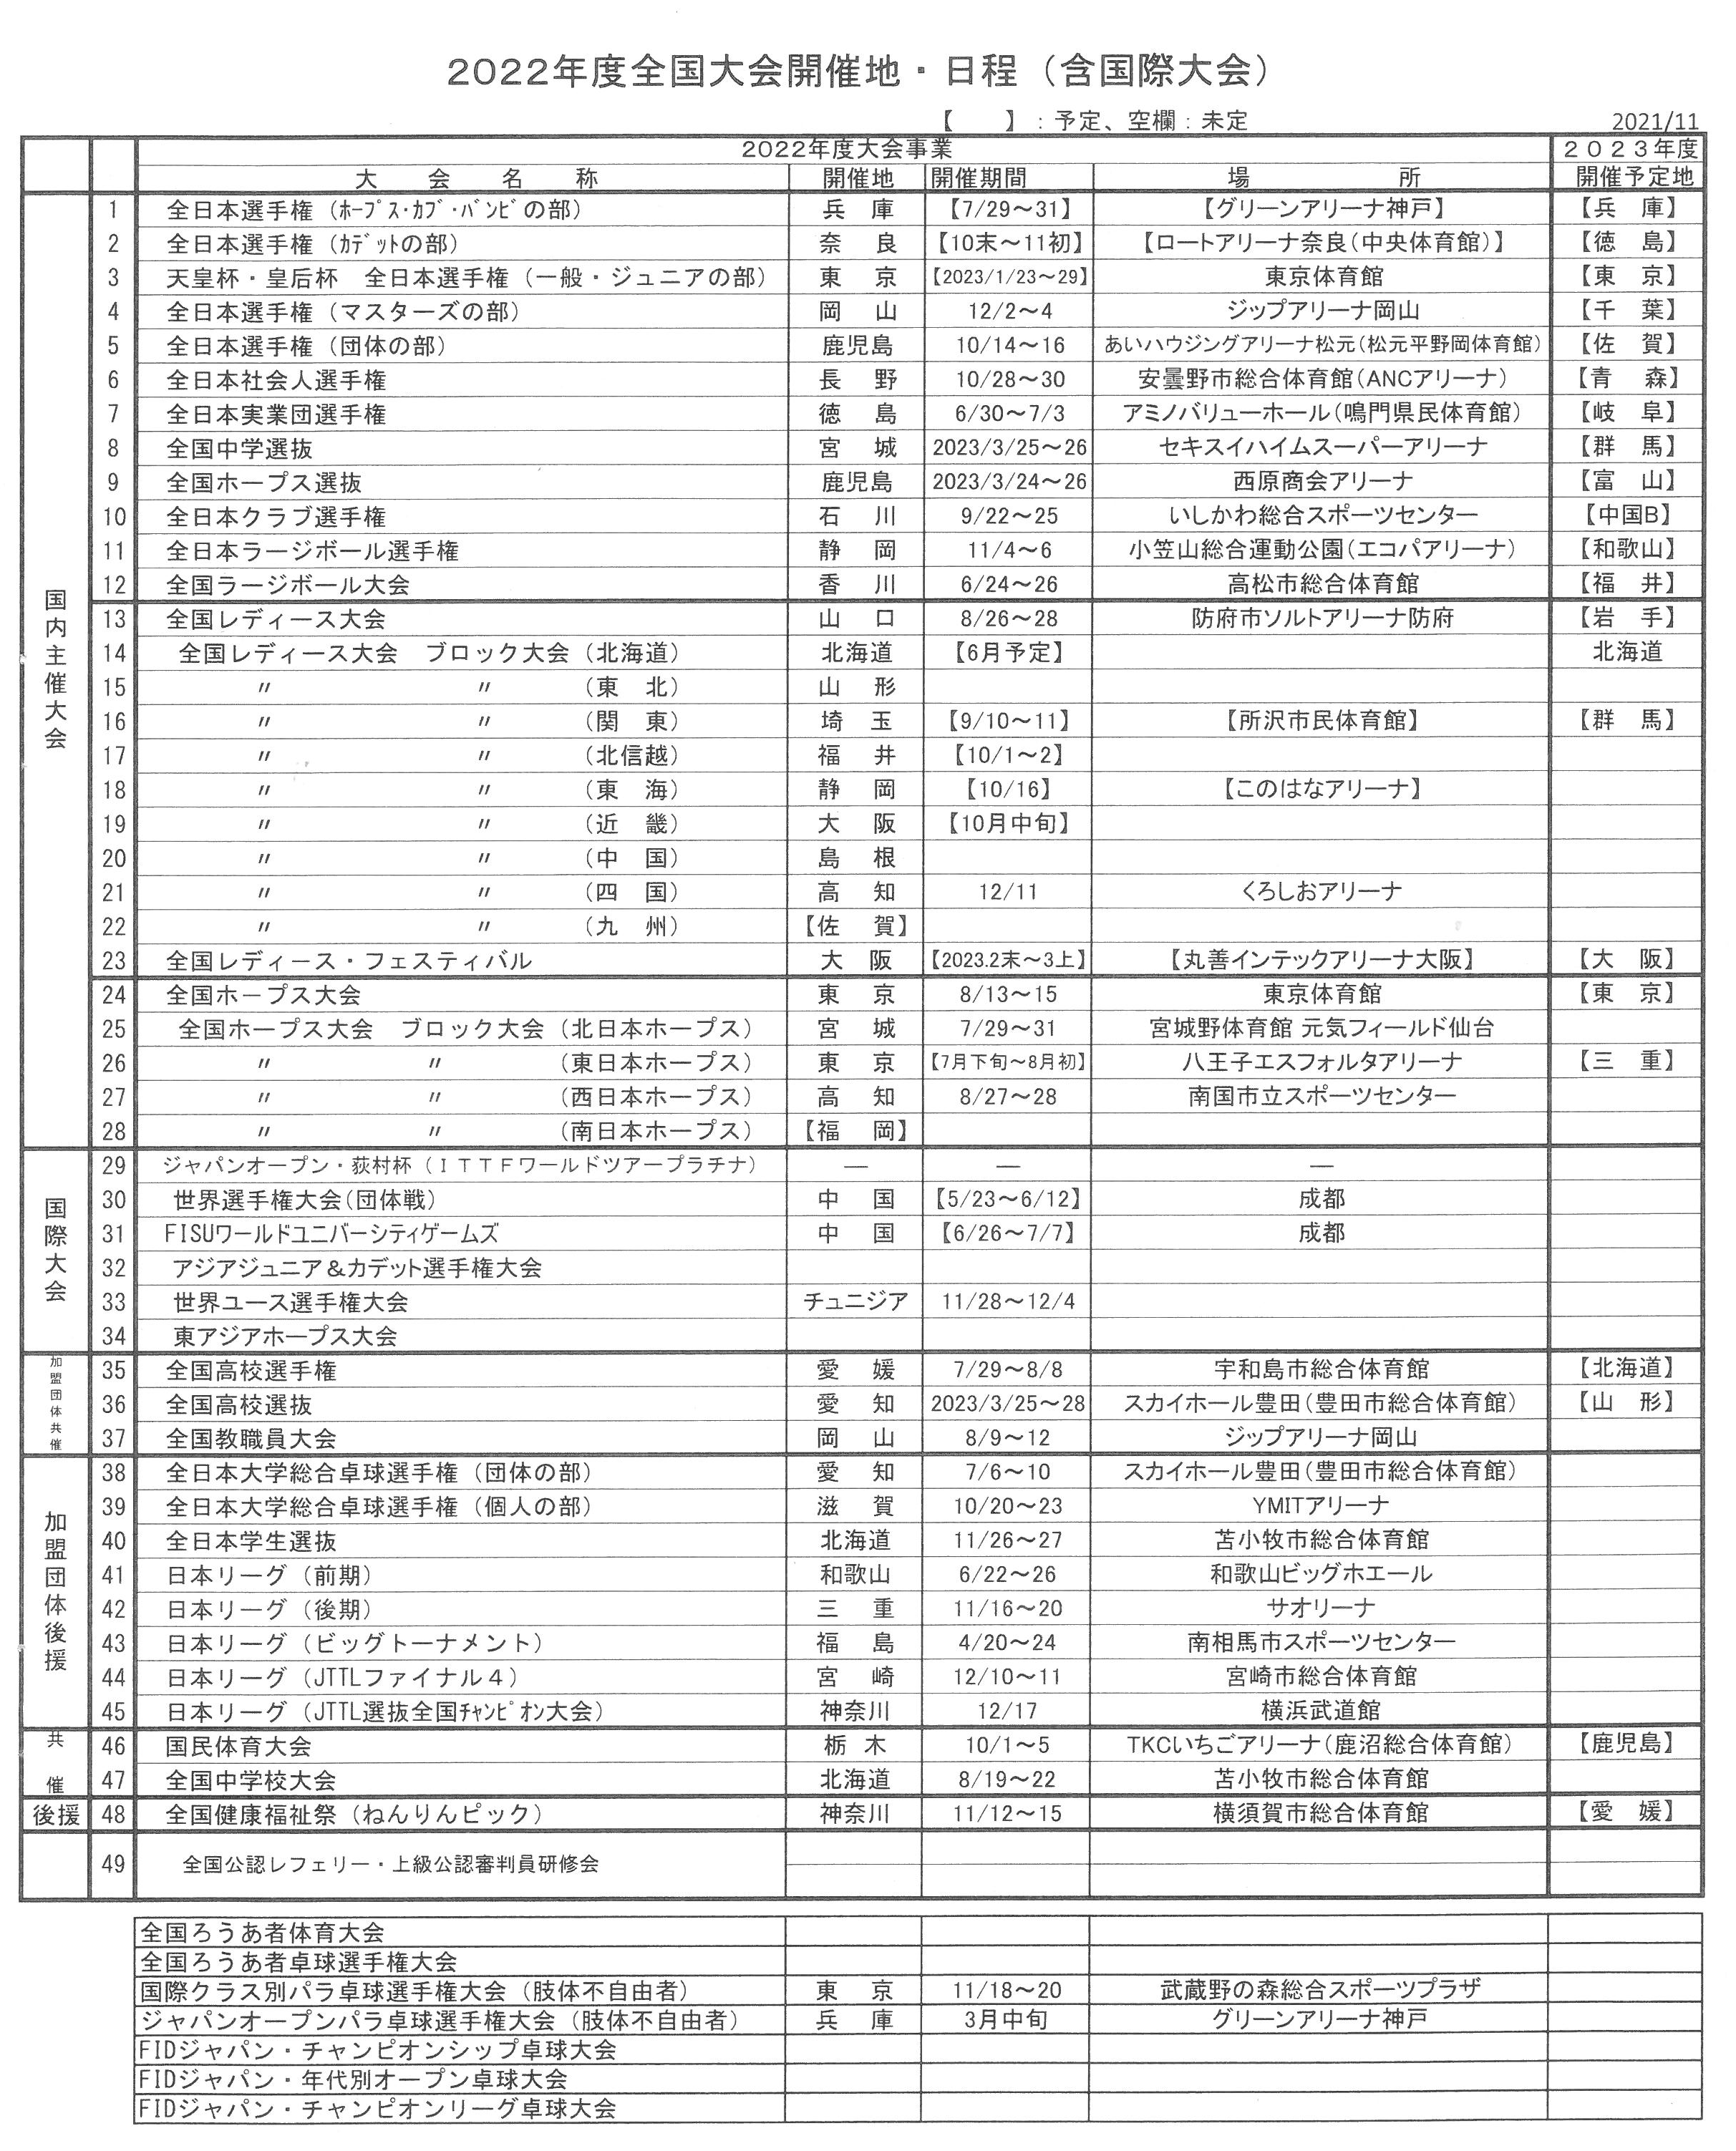 2022年度全国大会開催地・日程（含国際大会）
【　　】：予定、空欄：未定　2021/11
2022年度大会事業　２０２３年度
大　会　名　称　開催地　開催期間　場　所　開催予定地
国内主催大会
1　全日本選手権（ﾎｰﾌﾟｽ･ｶﾌﾞ･ﾊﾞﾝﾋﾞの部）　兵　庫　【7/29～31】　【グリーンアリーナ神戸】　【兵　庫】
2　全日本選手権（ｶﾃﾞｯﾄの部）　奈　良　【10末～11初】　【ロートアリーナ奈良（中央体育館）】　【徳　島】
3　天皇杯・皇后杯　全日本選手権（一般・ジュニアの部）　東　京　【2023/1/23～29】　東京体育館　【東　京】
4　全日本選手権（マスターズの部）　岡　山　12/2～4　ジップアリーナ岡山　【千　葉】
5　全日本選手権（団体の部）　鹿児島　10/14～16　あいハウジングアリーナ松元（松元平野岡体育館）　【佐　賀】
6　全日本社会人選手権　長　野　10/28～30　安曇野市総合体育館（ANCアリーナ）　【青　森】
7　全日本実業団選手権　徳　島　6/30～7/3　アミノバリューホール（鳴門県民体育館）　【岐　阜】
8　全国中学選抜　宮　城　2023/3/25～26　セキスイハイムスーパーアリーナ　【群　馬】
9　全国ホープス選抜　鹿児島　2023/3/24～26　西原商会アリーナ　【富　山】
10　全日本クラブ選手権　石　川　9/22～25　いしかわ総合スポーツセンター　【中国B】
11　全日本ラージボール選手権　静　岡　11/4～6　小笠山総合運動公園（エコパアリーナ）　【和歌山】
12　全国ラージボール大会　香　川　6/24～26　高松市総合体育館　【福　井】
13　全国レディース大会　山　口　8/26～28　防府市ソルトアリーナ防府　【岩　手】
14　全国レディース大会　ブロック大会（北海道）　北海道　【6月予定】　北海道
15　〃　〃　（東　北）　山　形
16　〃　〃　（関　東）　埼　玉　【9/10～11】　【所沢市民体育館】　【群　馬】
17　〃　〃　（北信越）　福　井　【10/1～2】
18　〃　〃　（東　海）　静　岡　【10/16】　【このはなアリーナ】
19　〃　〃　（近　畿）　大　阪　【10月中旬】
20　〃　〃　（中　国）　島　根
21　〃　〃　（四　国）　高　知　12/11　くろしおアリーナ
22　〃　〃　（九　州）　【佐　賀】
23　全国レディース・フェスティバル　大　阪　【2023.2末～3上】　【丸善インテックアリーナ大阪】　【大　阪】
24　全国ホープス大会　東　京　8/13～15　東京体育館　【東　京】
25　全国ホープス大会　ブロック大会（北日本ホープス）　宮　城　7/29～31　宮城野体育館 元気フィールド仙台
26　〃　〃　（東日本ホープス）　東　京　【7月下旬～8月初】　八王子エスフォルタアリーナ　【三　重】
27　〃　〃　（西日本ホープス）　高　知　8/27～28　南国市立スポーツセンター
28　〃　〃　（南日本ホープス）　【福　岡】
国際大会
29　ジャパンオープン・荻村杯（ＩＴＴＦワールドツアープラチナ）　―　―　―
30　世界選手権大会（団体戦）　中　国　【5/23～6/12】　成都
31　FISUワールドユニバーシティゲームズ　中　国　【6/26～7/7】　成都
32　アジアジュニア＆カデット選手権大会
33　世界ユース選手権大会　チュニジア　11/28～12/4
34　東アジアホープス大会
加盟団体共催
35　全国高校選手権　愛　媛　7/29～8/8　宇和島市総合体育館　【北海道】
36　全国高校選抜　愛　知　2023/3/25～28　スカイホール豊田（豊田市総合体育館）　【山　形】
37　全国教職員大会　岡　山　8/9～12　ジップアリーナ岡山
加盟団体後援
38　全日本大学総合卓球選手権（団体の部）　愛　知　7/6～10　スカイホール豊田（豊田市総合体育館）
39　全日本大学総合卓球選手権（個人の部）　滋　賀　10/20～23　YMITアリーナ
40　全日本学生選抜　北海道　11/26～27　苫小牧市総合体育館
41　日本リーグ（前期）　和歌山　6/22～26　和歌山ビッグホエール
42　日本リーグ（後期）　三　重　11/16～20　サオリーナ
43　日本リーグ（ビッグトーナメント）　福　島　4/20～24　南相馬市スポーツセンター
44　日本リーグ（JTTLファイナル４）　宮　崎　12/10～11　宮崎市総合体育館
45　日本リーグ（JTTL選抜全国ﾁｬﾝﾋﾟｵﾝ大会）　神奈川　12/17　横浜武道館
共催
46　国民体育大会　栃　木　10/1～5　TKCいちごアリーナ（鹿沼総合体育館）　【鹿児島】
47　全国中学校大会　北海道　8/19～22　苫小牧市総合体育館
後援　48　全国健康福祉祭（ねんりんピック）　神奈川　11/12～15　横須賀市総合体育館　【愛　媛】
49　全国公認レフェリー・上級公認審判員研修会
全国ろうあ者体育大会
全国ろうあ者卓球選手権大会
国際クラス別パラ卓球選手権大会（肢体不自由者）　東　京　11/18～20　武蔵野の森総合スポーツプラザ
ジャパンオープンパラ卓球選手権大会（肢体不自由者）　兵　庫　3月中旬　グリーンアリーナ神戸
FIDジャパン・チャンピオンシップ卓球大会
FIDジャパン・年代別オープン卓球大会
FIDジャパン・チャンピオンリーグ卓球大会